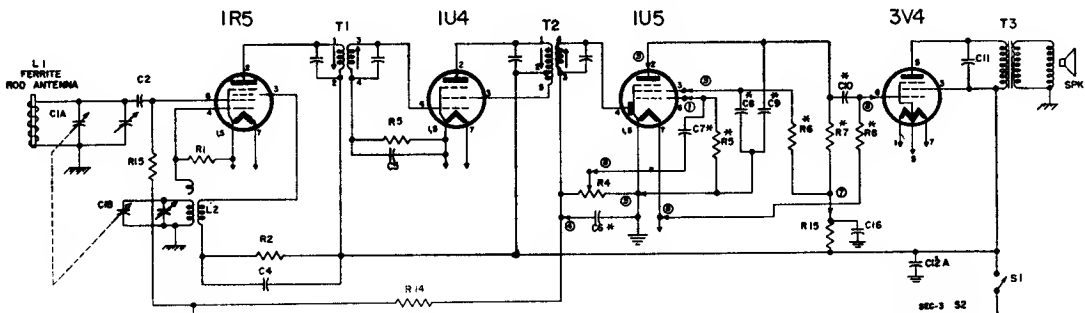 1R5
1U4
1U5
3V4
T1
T2
T3
L1
FERRITE
ROD ANTENNA
C2
C1A
C11
SPK
R15
R1
R5
C5
C7*
R5
C8
C9
R6
R7
C10
R8
C1B
L2
R4
C6*
R2
C4
R14
R15
C16
C12A
S1
SEC-3 S2